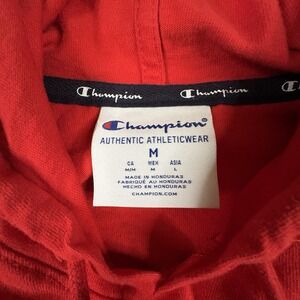 Champion Champion Ch
Champion
AUTHENTIC ATHLETICWEAR
M
CA MEX ASIA
M/M M L
MADE IN HONDURAS
FABRIQUÉ AU HONDURAS
HECHO EN HONDURAS
CHAMPION.COM